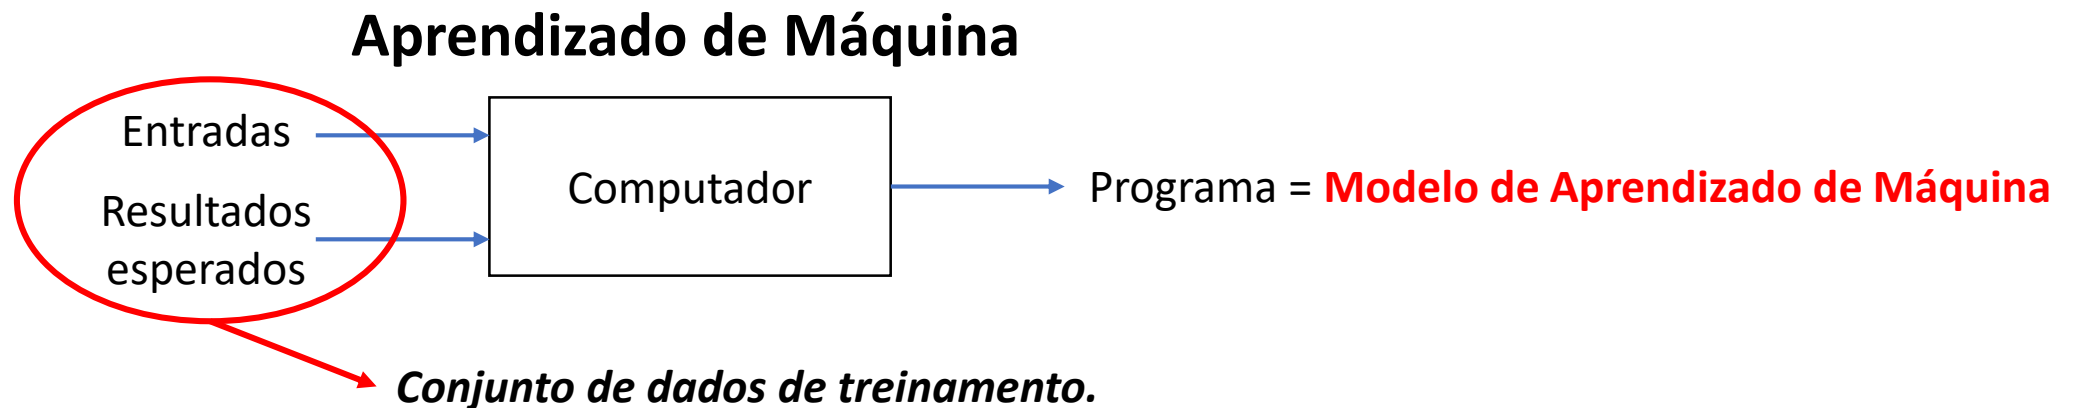 Aprendizado de Máquina
Entradas
Resultados
esperados
Computador
Programa = Modelo de Aprendizado de Máquina
Conjunto de dados de treinamento.